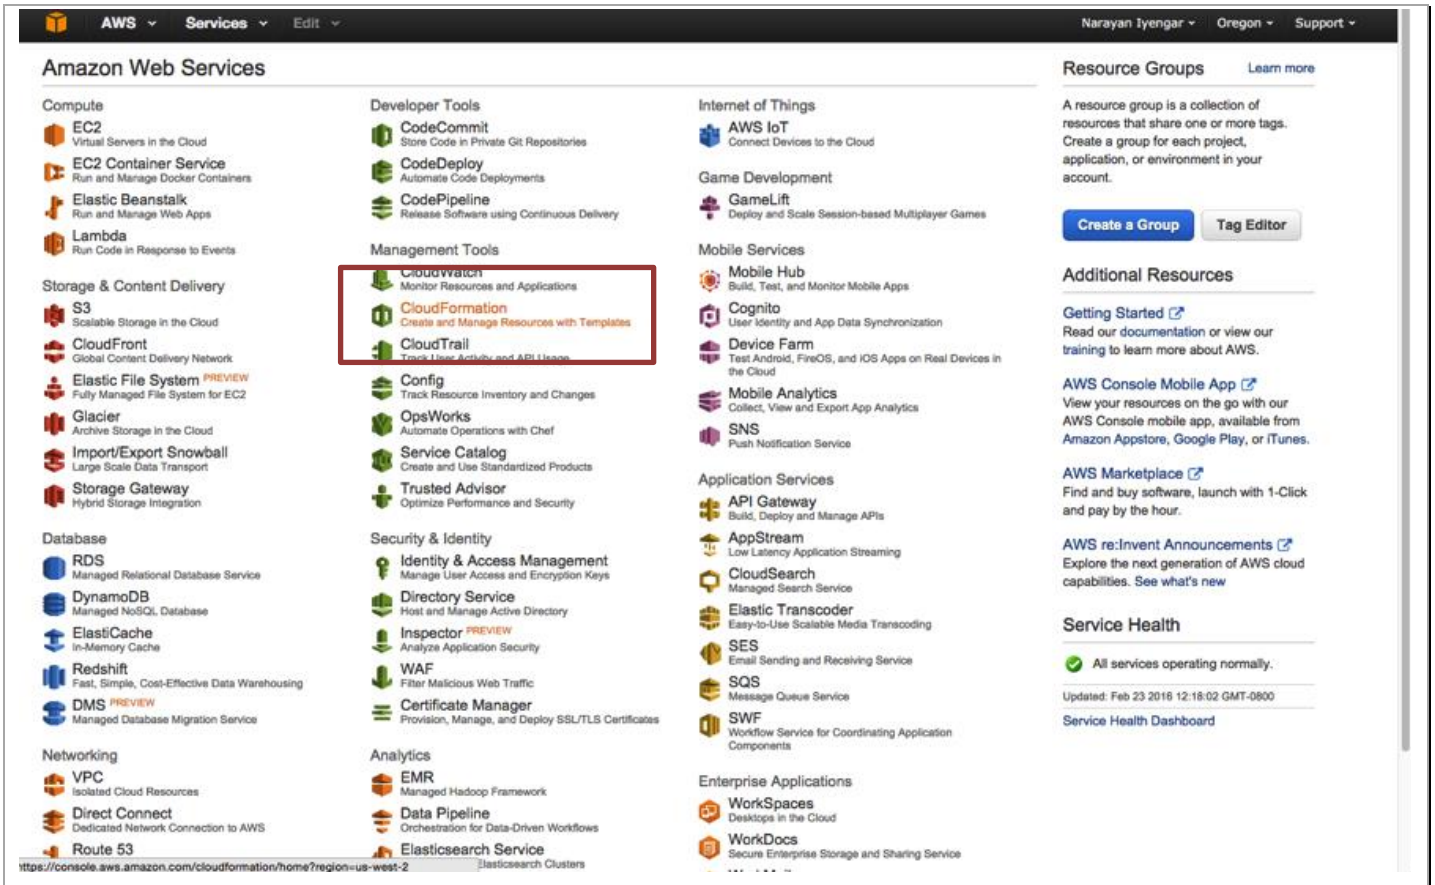 AWS Services Edit Narayan Iyengar Oregon Support
Amazon Web Services
Compute
EC2
Virtual Servers in the Cloud
EC2 Container Service
Run and Manage Docker Containers
Elastic Beanstalk
Run and Manage Web Apps
Lambda
Run Code in Response to Events
Storage & Content Delivery
S3
Scalable Storage in the Cloud
CloudFront
Global Content Delivery Network
Elastic File System PREVIEW
Fully Managed File System for EC2
Glacier
Archive Storage in the Cloud
Import/Export Snowball
Large Scale Data Transport
Storage Gateway
Hybrid Storage Integration
Database
RDS
Managed Relational Database Service
DynamoDB
Managed NoSQL Database
ElastiCache
In-Memory Cache
Redshift
Fast, Simple, Cost-Effective Data Warehousing
DMS PREVIEW
Managed Database Migration Service
Networking
VPC
Isolated Cloud Resources
Direct Connect
Dedicated Network Connection to AWS
Route 53
https://console.aws.amazon.com/cloudformation/home?region=us-west-2
Developer Tools
CodeCommit
Store Code in Private Git Repositories
CodeDeploy
Automate Code Deployments
CodePipeline
Release Software using Continuous Delivery
Management Tools
CloudWatch
Monitor Resources and Applications
CloudFormation
Create and Manage Resources with Templates
CloudTrail
Track User Activity and API Usage
Config
Track Resource Inventory and Changes
OpsWorks
Automate Operations with Chef
Service Catalog
Create and Use Standardized Products
Trusted Advisor
Optimize Performance and Security
Security & Identity
Identity & Access Management
Manage User Access and Encryption Keys
Directory Service
Host and Manage Active Directory
Inspector PREVIEW
Analyze Application Security
WAF
Filter Malicious Web Traffic
Certificate Manager
Provision, Manage, and Deploy SSL/TLS Certificates
Analytics
EMR
Managed Hadoop Framework
Data Pipeline
Orchestration for Data-Driven Workflows
Elasticsearch Service
Elasticsearch Clusters
Internet of Things
AWS IoT
Connect Devices to the Cloud
Game Development
GameLift
Deploy and Scale Session-based Multiplayer Games
Mobile Services
Mobile Hub
Build, Test, and Monitor Mobile Apps
Cognito
User Identity and App Data Synchronization
Device Farm
Test Android, FireOS, and iOS Apps on Real Devices in
the Cloud
Mobile Analytics
Collect, View and Export App Analytics
SNS
Push Notification Service
Application Services
API Gateway
Build, Deploy and Manage APIs
AppStream
Low Latency Application Streaming
CloudSearch
Managed Search Service
Elastic Transcoder
Easy-to-Use Scalable Media Transcoding
SES
Email Sending and Receiving Service
SQS
Message Queue Service
SWF
Workflow Service for Coordinating Application
Components
Enterprise Applications
WorkSpaces
Desktops in the Cloud
WorkDocs
Secure Enterprise Storage and Sharing Service
Resource Groups Learn more
A resource group is a collection of
resources that share one or more tags.
Create a group for each project,
application, or environment in your
account.
Create a Group Tag Editor
Additional Resources
Getting Started
Read our documentation or view our
training to learn more about AWS.
AWS Console Mobile App
View your resources on the go with our
AWS Console mobile app, available from
Amazon Appstore, Google Play, or iTunes.
AWS Marketplace
Find and buy software, launch with 1-Click
and pay by the hour.
AWS re:Invent Announcements
Explore the next generation of AWS cloud
capabilities. See what's new
Service Health
All services operating normally.
Updated: Feb 23 2016 12:18:02 GMT-0800
Service Health Dashboard